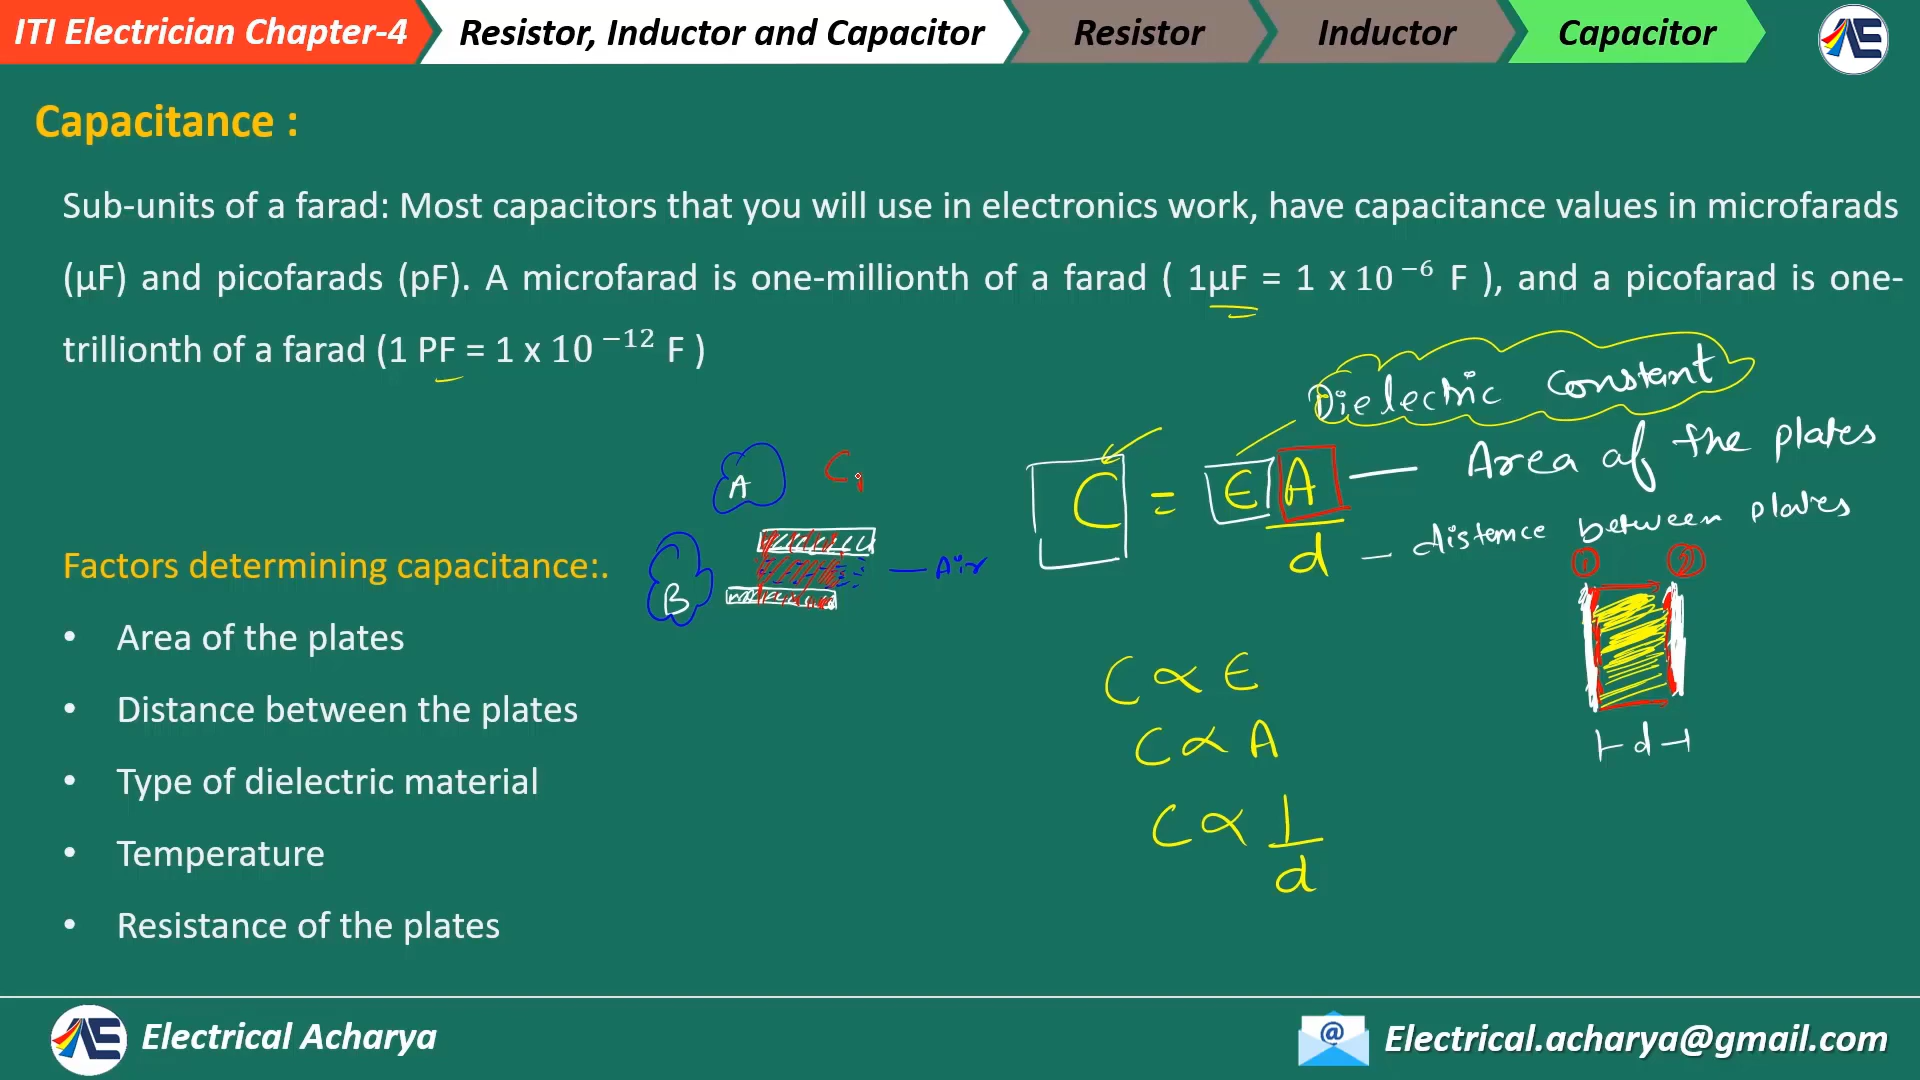 ITI Electrician Chapter-4
Resistor, Inductor and Capacitor
Resistor
Inductor
Capacitor
AE
Capacitance :
Sub-units of a farad: Most capacitors that you will use in electronics work, have capacitance values in microfarads
(μF) and picofarads (pF). A microfarad is one-millionth of a farad ( 1μF = 1 x 10⁻⁶ F ), and a picofarad is one-
trillionth of a farad (1 PF = 1 x 10⁻¹² F )
Dielectric constant
C = ∈A/d
— Area of the plates
— distence between plates
A
C₁
B
— Air
① ②
d
Factors determining capacitance:.
• Area of the plates
• Distance between the plates
• Type of dielectric material
• Temperature
• Resistance of the plates
C ∝ ∈
C ∝ A
C ∝ 1/d
AE
Electrical Acharya
@
Electrical.acharya@gmail.com